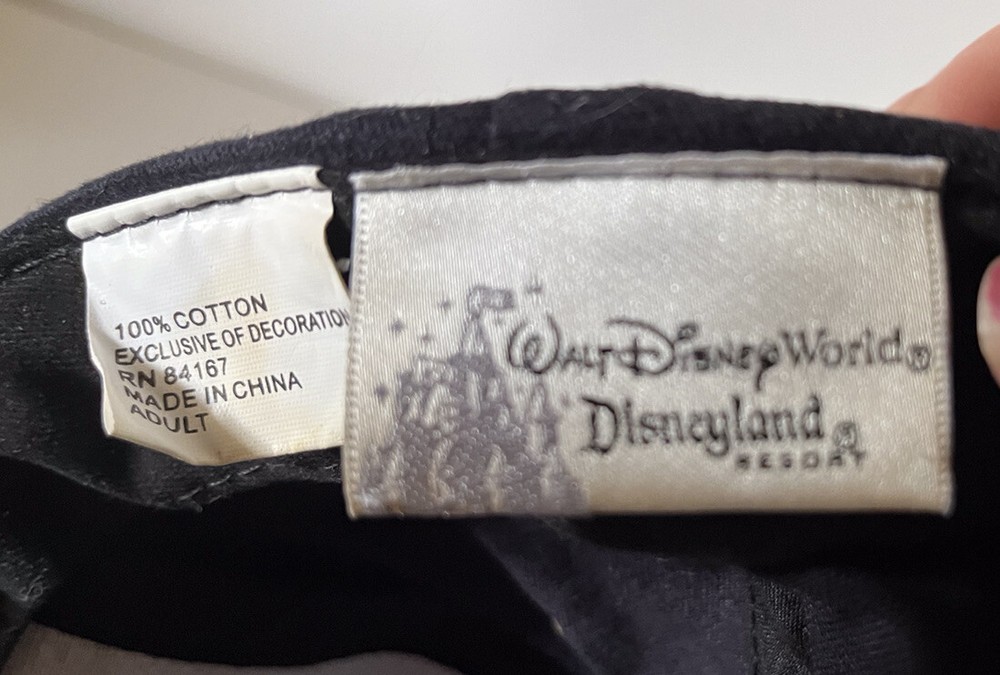 100% COTTON
EXCLUSIVE OF DECORATION
RN 84167
MADE IN CHINA
ADULT
WALT DISNEY World®
Disneyland®
RESORT